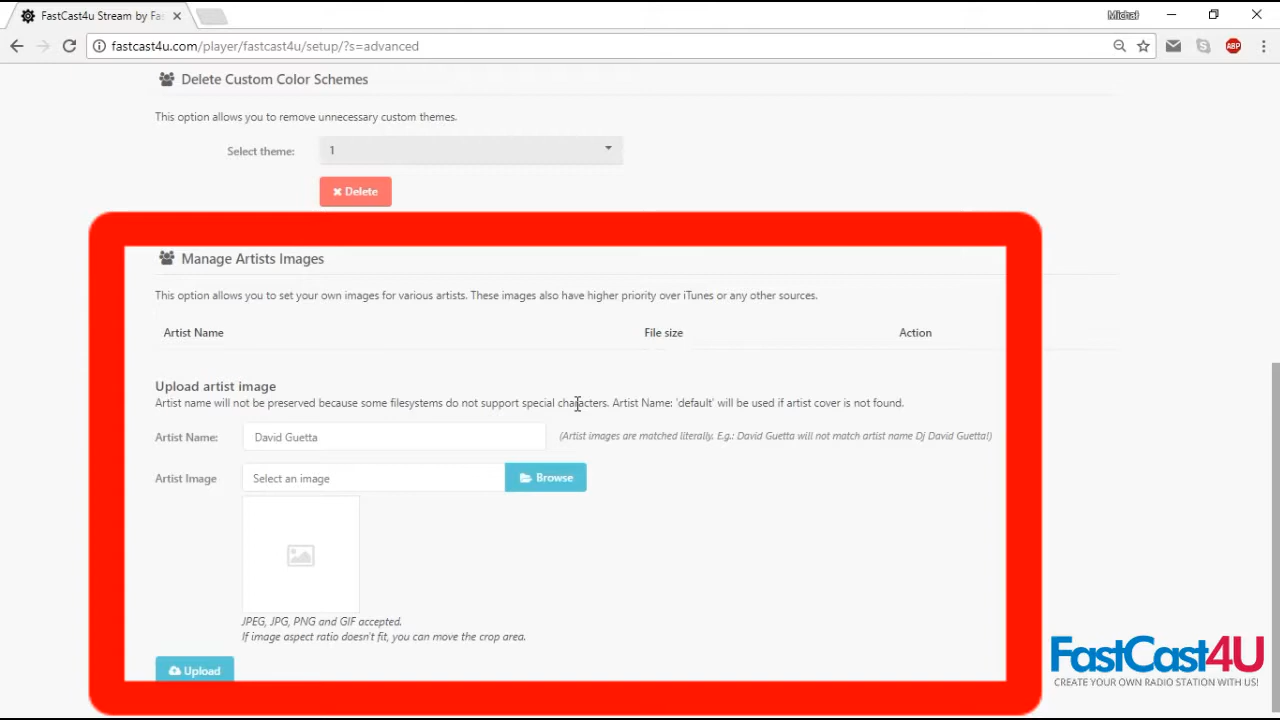 FastCast4u Stream by Fas
Michał
fastcast4u.com/player/fastcast4u/setup/?s=advanced
ABP
Delete Custom Color Schemes
This option allows you to remove unnecessary custom themes.
Select theme: 1
Delete
Manage Artists Images
This option allows you to set your own images for various artists. These images also have higher priority over iTunes or any other sources.
Artist Name File size Action
Upload artist image
Artist name will not be preserved because some filesystems do not support special characters. Artist Name: 'default' will be used if artist cover is not found.
Artist Name: David Guetta (Artist images are matched literally. E.g.: David Guetta will not match artist name Dj David Guetta!)
Artist Image Select an image Browse
JPEG, JPG, PNG and GIF accepted.
If image aspect ratio doesn't fit, you can move the crop area.
Upload
FastCast4U
CREATE YOUR OWN RADIO STATION WITH US!